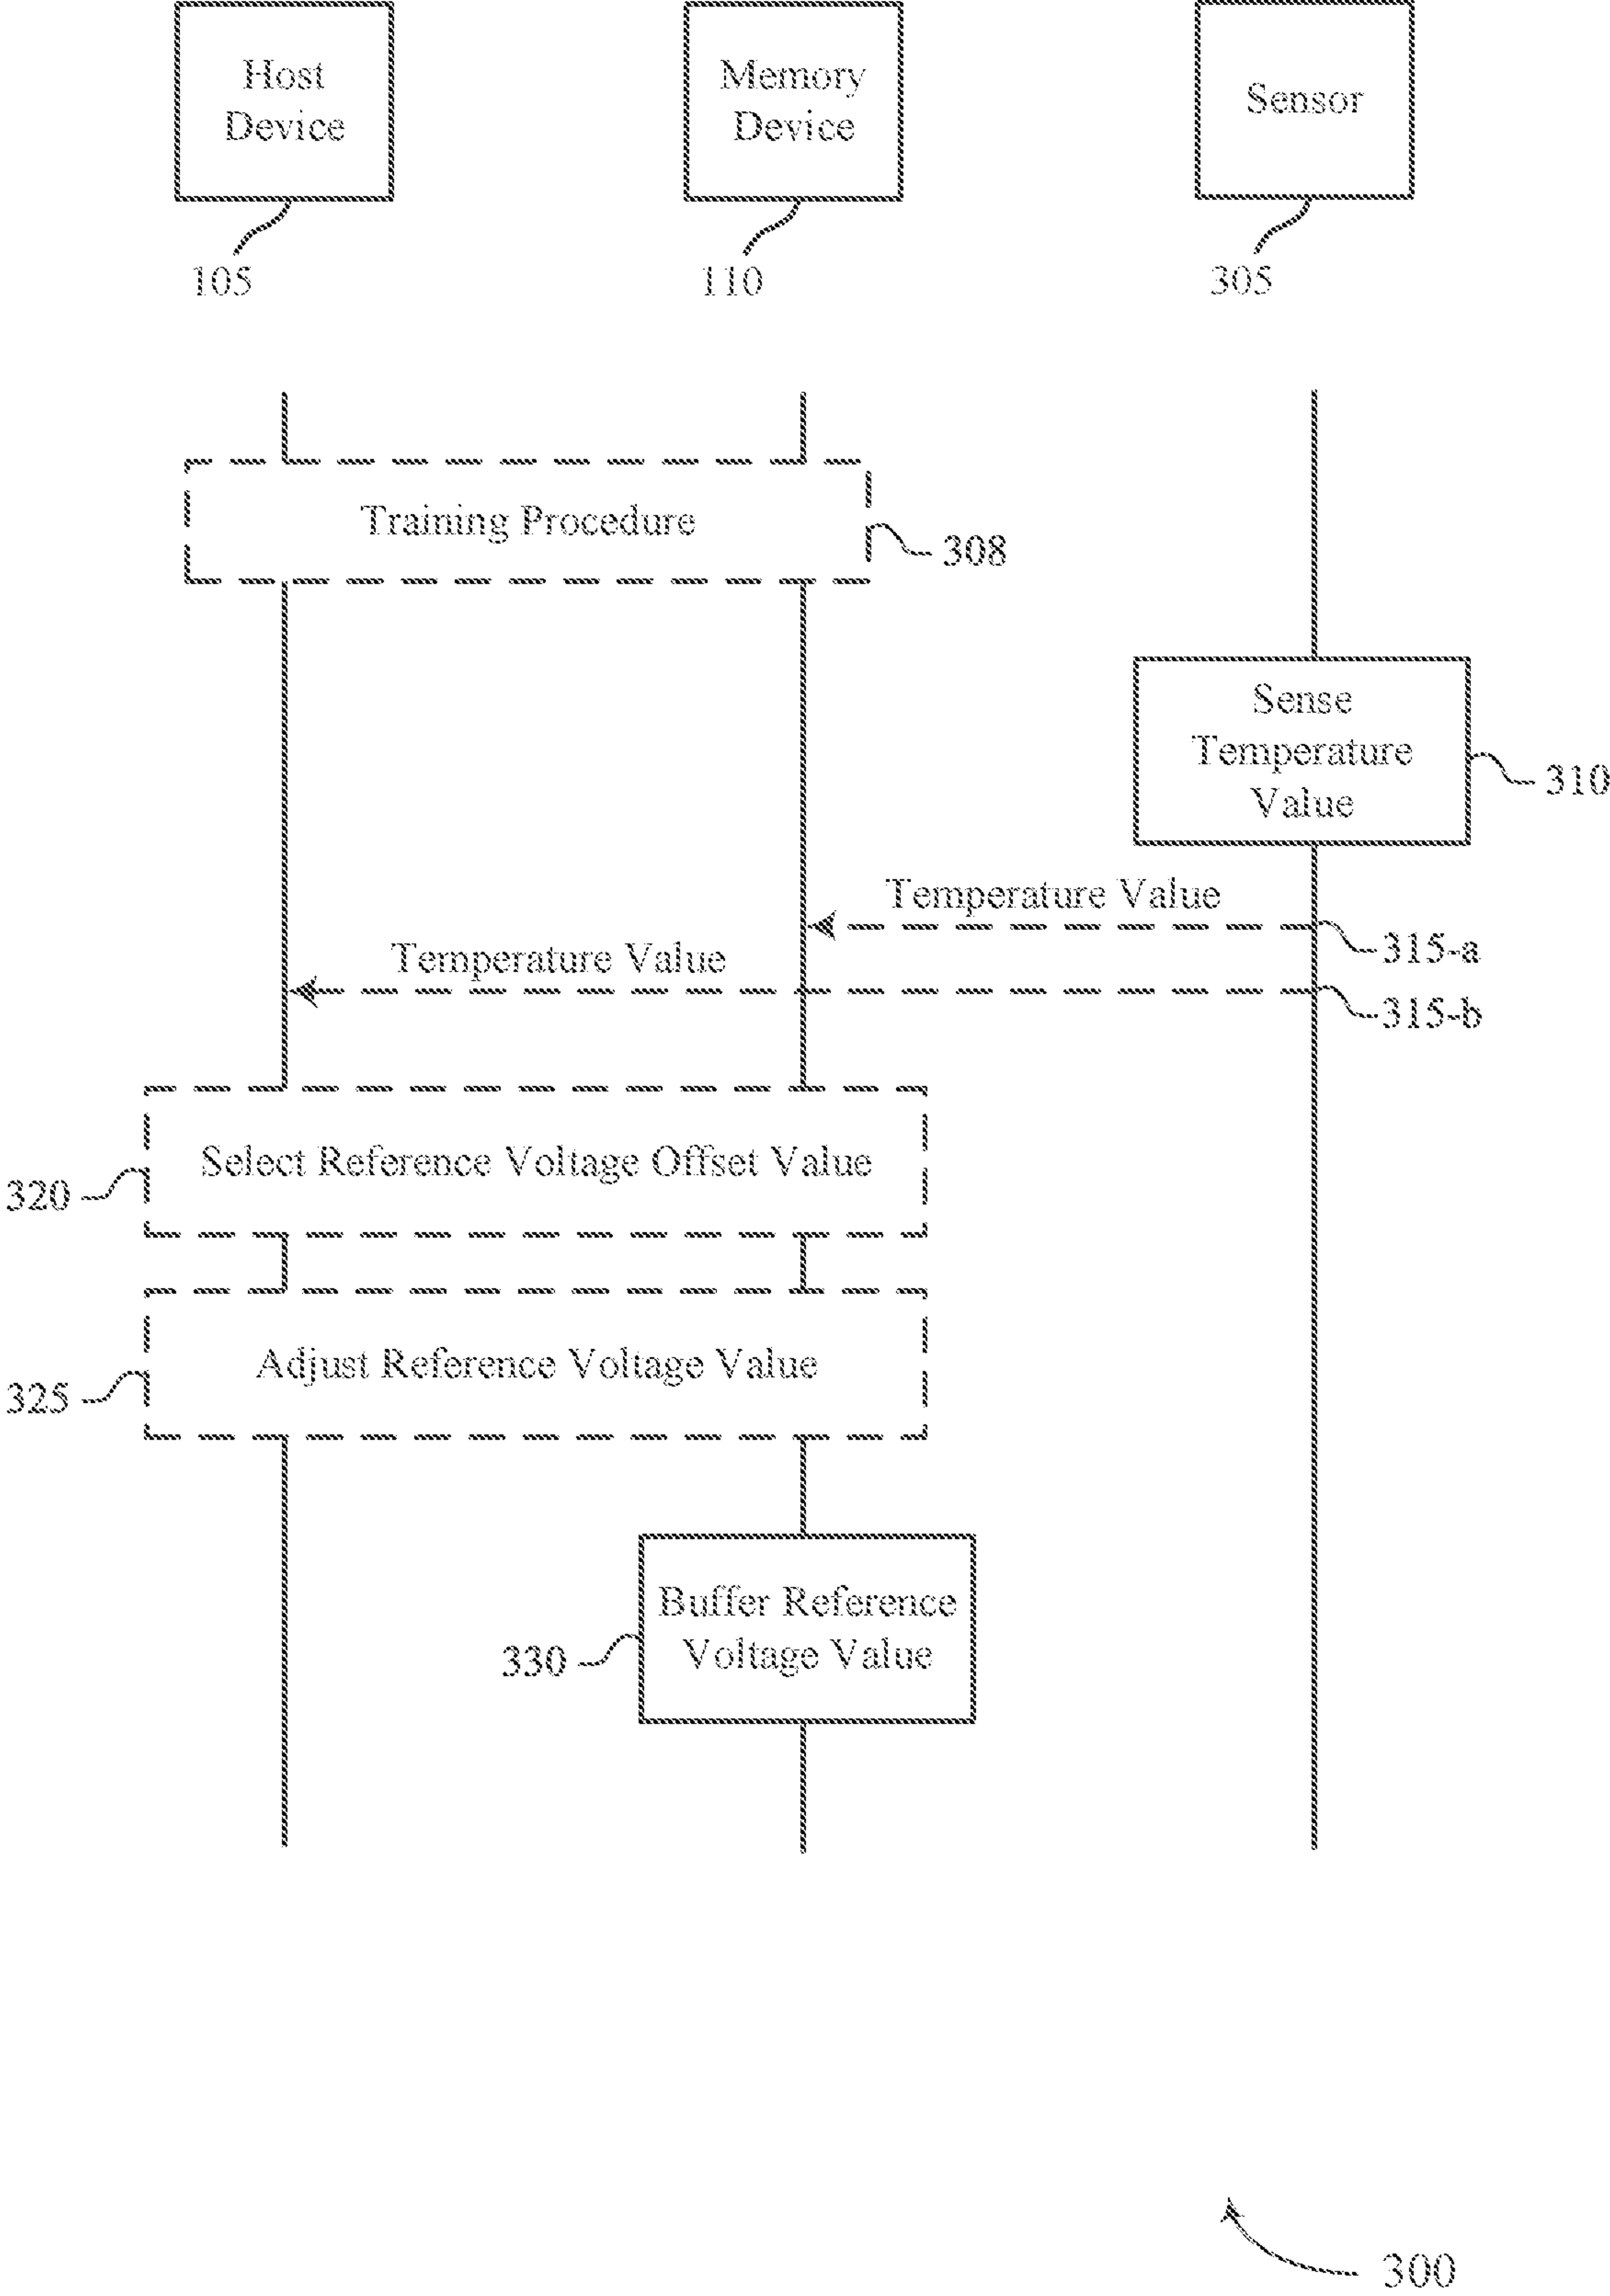 Host
Device
Memory
Device
Sensor
105
110
305
Training Procedure
308
Sense
Temperature
Value
310
Temperature Value
315-a
Temperature Value
315-b
Select Reference Voltage Offset Value
320
Adjust Reference Voltage Value
325
Buffer Reference
Voltage Value
330
300